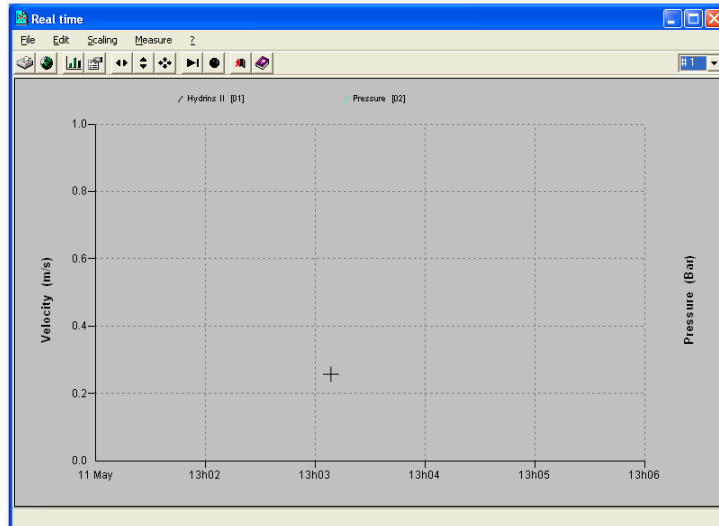 Real time
File Edit Scaling Measure ?
#1
Hydrins II [01] Pressure [02]
1.0
0.8
0.6
0.4
0.2
0.0
Velocity (m/s)
Pressure (Bar)
11 May 13h02 13h03 13h04 13h05 13h06